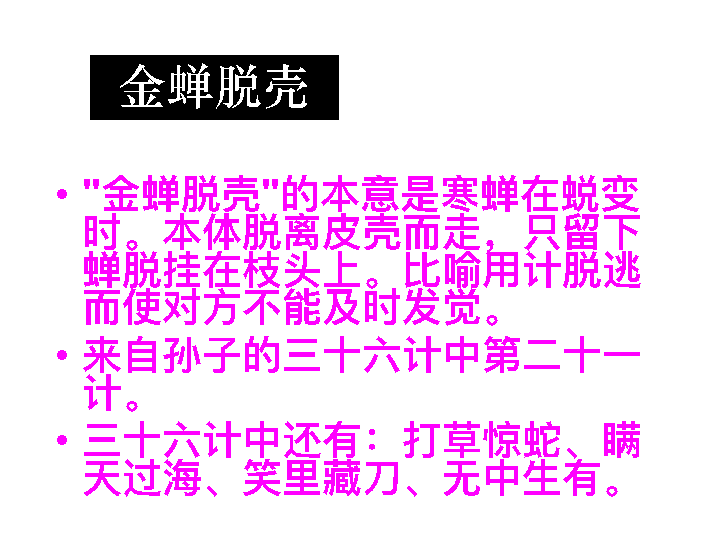 金蝉脱壳
• "金蝉脱壳"的本意是寒蝉在蜕变
时。本体脱离皮壳而走，只留下
蝉脱挂在枝头上。比喻用计脱逃
而使对方不能及时发觉。
• 来自孙子的三十六计中第二十一
计。
• 三十六计中还有：打草惊蛇、瞒
天过海、笑里藏刀、无中生有。